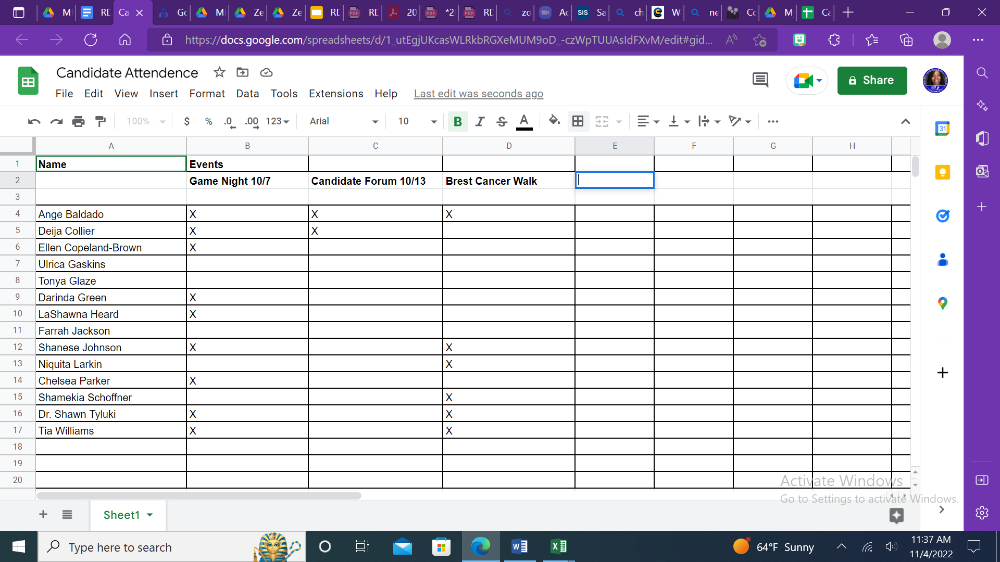 M RD Ca Gc M Ze Ze RD RD 20 *2 RD zo Ac SIS Sa ch W ne Cc M Ca
https://docs.google.com/spreadsheets/d/1_utEgjUKcasWLRkbRGXeMUM9oD_-czWpTUUAsIdFXvM/edit#gid...
Candidate Attendence
Share
File Edit View Insert Format Data Tools Extensions Help Last edit was seconds ago
100% $ % .0 .00 123 Arial 10 B I S A
31
A B C D E F G H
1 Name Events
2 Game Night 10/7 Candidate Forum 10/13 Brest Cancer Walk
3
4 Ange Baldado X X X
5 Deija Collier X X
6 Ellen Copeland-Brown X
7 Ulrica Gaskins
8 Tonya Glaze
9 Darinda Green X
10 LaShawna Heard X
11 Farrah Jackson
12 Shanese Johnson X X
13 Niquita Larkin X
14 Chelsea Parker X
15 Shamekia Schoffner X
16 Dr. Shawn Tyluki X X
17 Tia Williams X X
18
19
20
Activate Windows
Go to Settings to activate Windows.
Sheet1
Type here to search
64°F Sunny
11:37 AM
11/4/2022